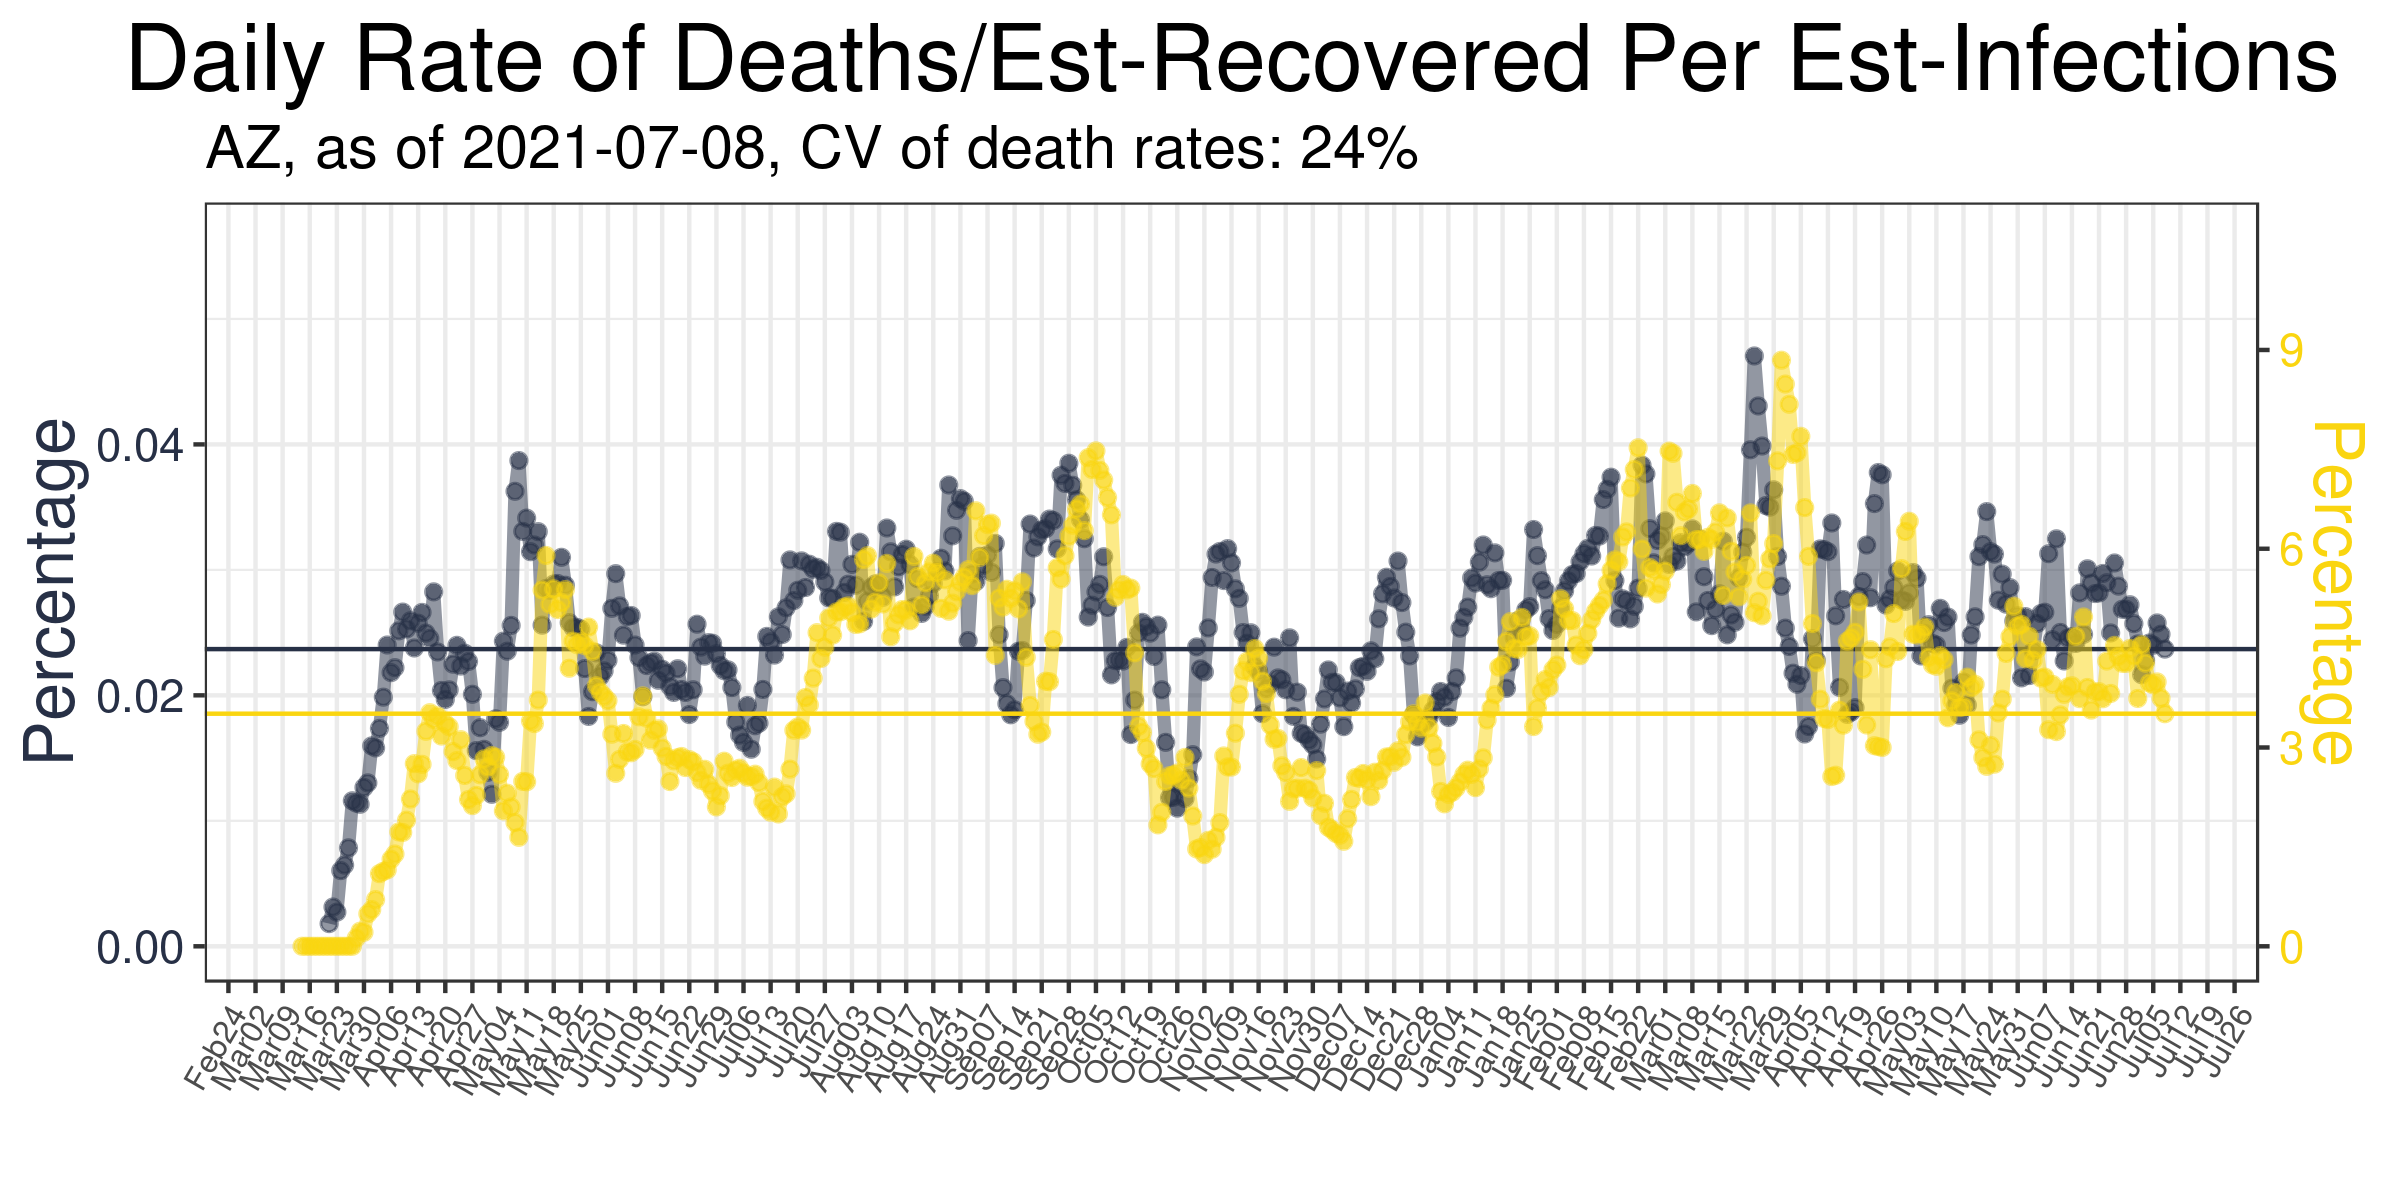 Daily Rate of Deaths/Est-Recovered Per Est-Infections
AZ, as of 2021-07-08, CV of death rates: 24%
Percentage
0.04
0.02
0.00
9
6
3
0
Percentage
Feb24
Mar02
Mar09
Mar16
Mar23
Mar30
Apr06
Apr13
Apr20
Apr27
May04
May11
May18
May25
Jun01
Jun08
Jun15
Jun22
Jun29
Jul06
Jul13
Jul20
Jul27
Aug03
Aug10
Aug17
Aug24
Aug31
Sep07
Sep14
Sep21
Sep28
Oct05
Oct12
Oct19
Oct26
Nov02
Nov09
Nov16
Nov23
Nov30
Dec07
Dec14
Dec21
Dec28
Jan04
Jan11
Jan18
Jan25
Feb01
Feb08
Feb15
Feb22
Mar01
Mar08
Mar15
Mar22
Mar29
Apr05
Apr12
Apr19
Apr26
May03
May10
May17
May24
May31
Jun07
Jun14
Jun21
Jun28
Jul05
Jul12
Jul19
Jul26